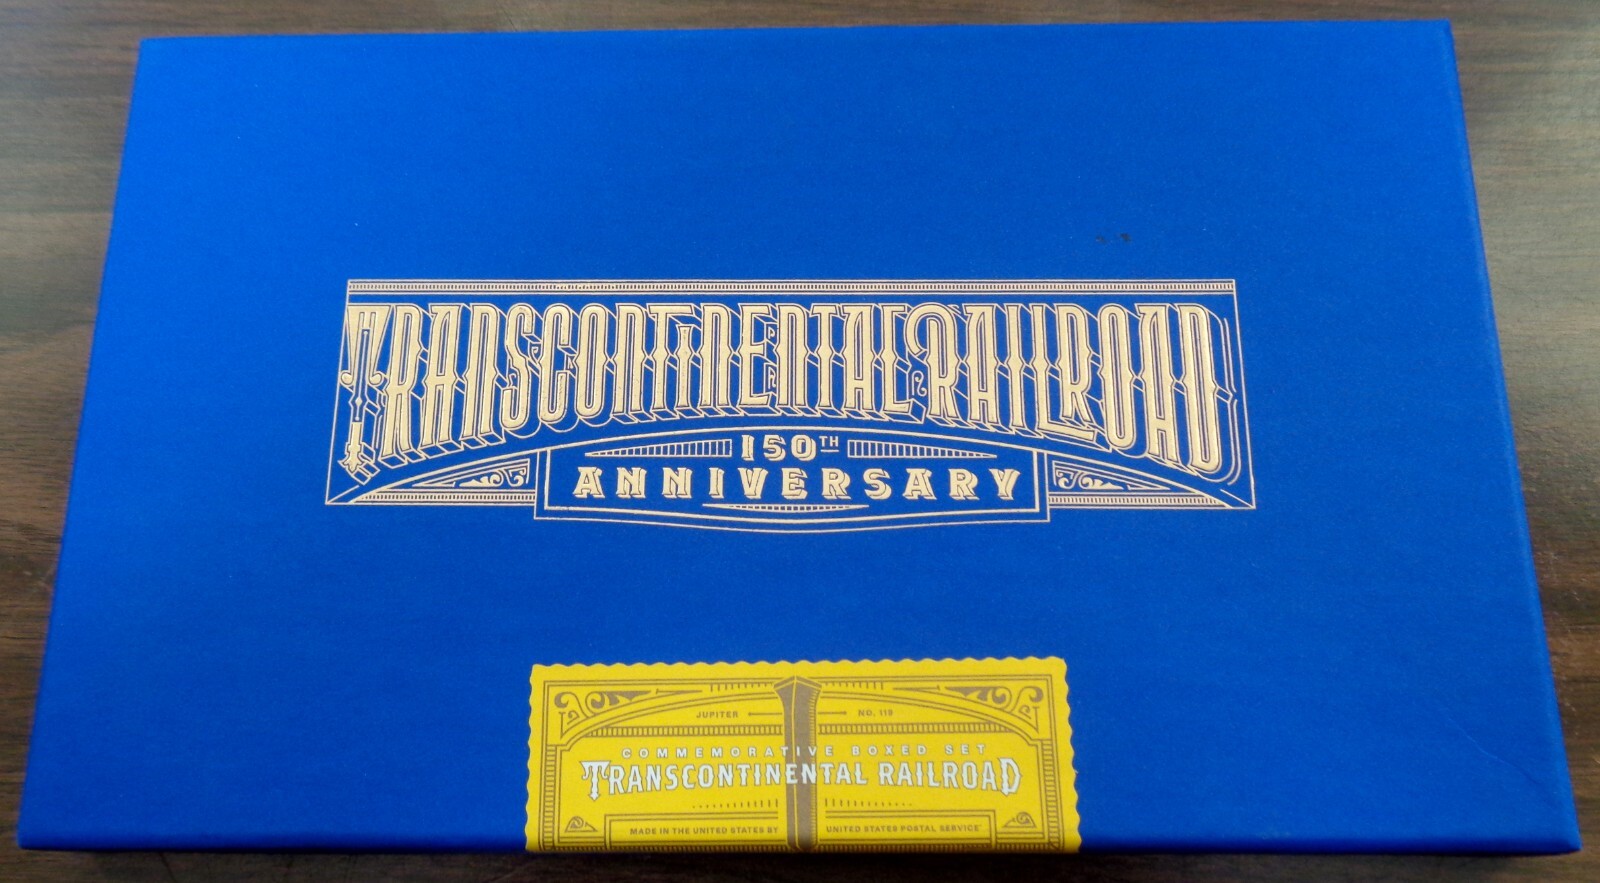 TRANSCONTINENTAL RAILROAD
150TH
ANNIVERSARY
JUPITER NO. 119
COMMEMORATIVE BOXED SET
TRANSCONTINENTAL RAILROAD
MADE IN THE UNITED STATES BY UNITED STATES POSTAL SERVICE